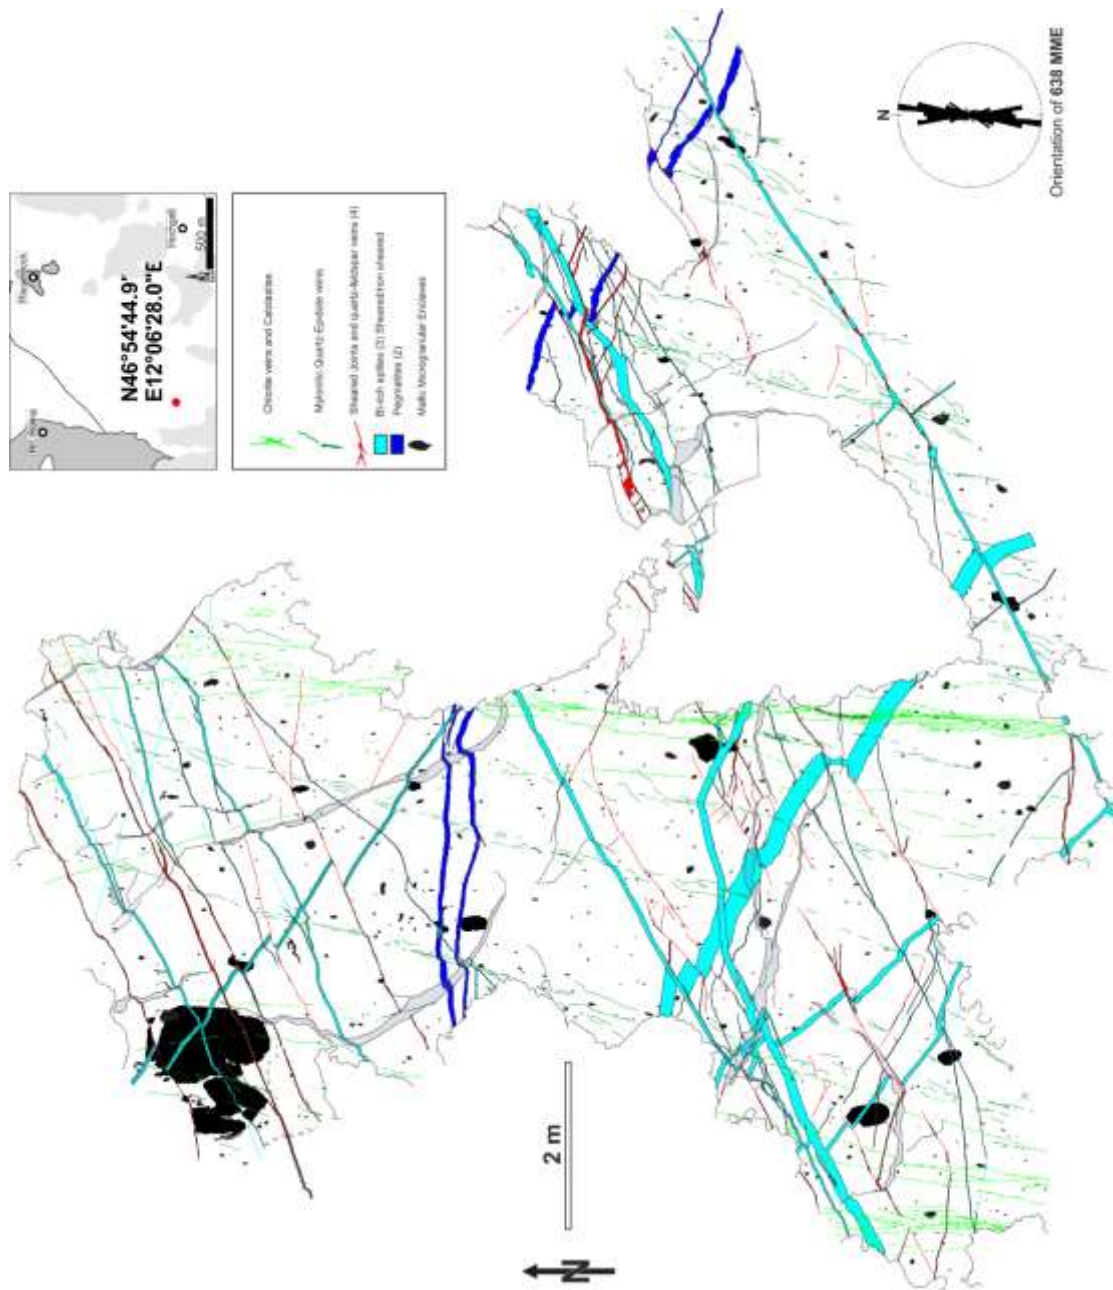 N46°54'44.9"
E12°06'28.0"E
500 m
N
Chlorite veins and Cataclasites
Mylonitic Quartz-Epidote veins
Sheared Joints and quartz-feldspar veins (4)
Bt-rich aplites (3) Sheared/non sheared
Pegmatites (2)
Mafic Microgranular Enclaves
N
Orientation of 638 MME
2 m
N